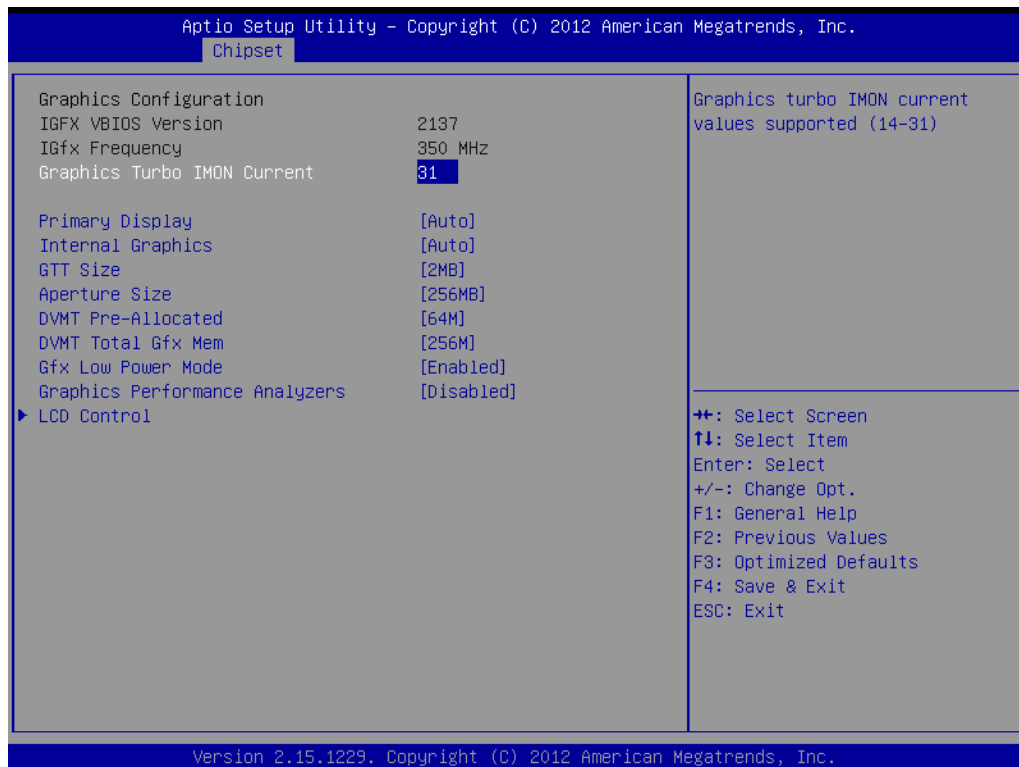 Aptio Setup Utility – Copyright (C) 2012 American Megatrends, Inc.
Chipset
Graphics Configuration
IGFX VBIOS Version 2137
IGfx Frequency 350 MHz
Graphics Turbo IMON Current 31
Primary Display [Auto]
Internal Graphics [Auto]
GTT Size [2MB]
Aperture Size [256MB]
DVMT Pre-Allocated [64M]
DVMT Total Gfx Mem [256M]
Gfx Low Power Mode [Enabled]
Graphics Performance Analyzers [Disabled]
LCD Control
Graphics turbo IMON current
values supported (14-31)
→←: Select Screen
↑↓: Select Item
Enter: Select
+/-: Change Opt.
F1: General Help
F2: Previous Values
F3: Optimized Defaults
F4: Save & Exit
ESC: Exit
Version 2.15.1229. Copyright (C) 2012 American Megatrends, Inc.